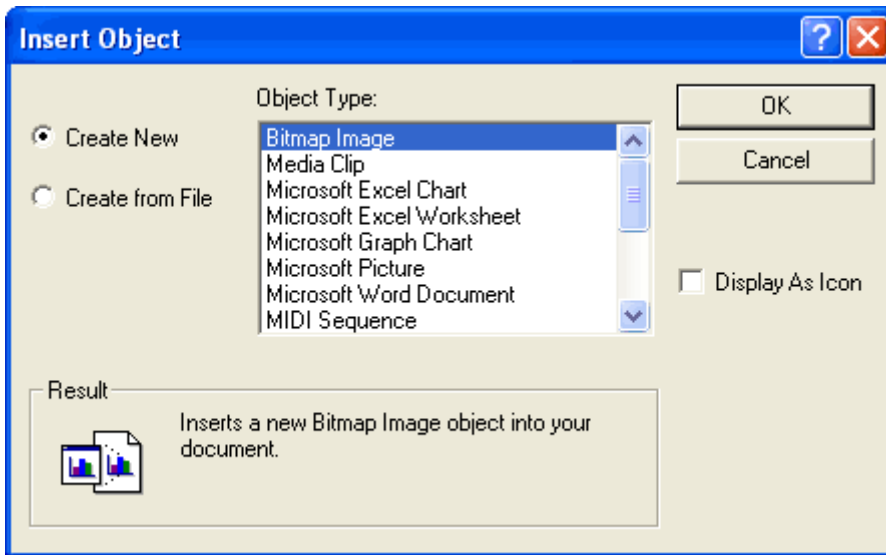 Insert Object
Object Type:
Create New
Create from File
Bitmap Image
Media Clip
Microsoft Excel Chart
Microsoft Excel Worksheet
Microsoft Graph Chart
Microsoft Picture
Microsoft Word Document
MIDI Sequence
OK
Cancel
Display As Icon
Result
Inserts a new Bitmap Image object into your
document.